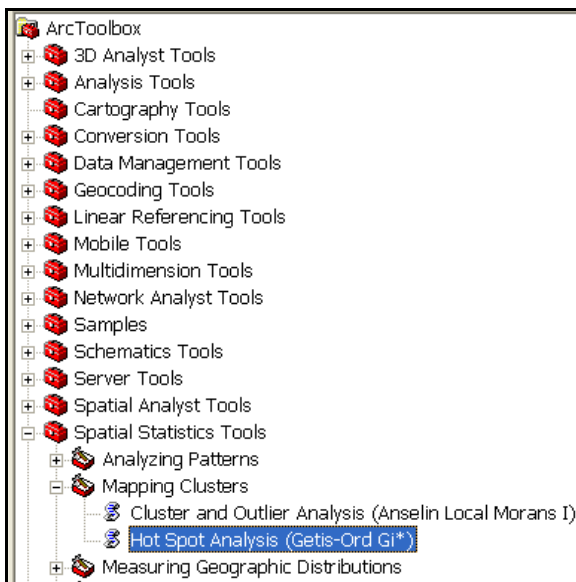 ArcToolbox
3D Analyst Tools
Analysis Tools
Cartography Tools
Conversion Tools
Data Management Tools
Geocoding Tools
Linear Referencing Tools
Mobile Tools
Multidimension Tools
Network Analyst Tools
Samples
Schematics Tools
Server Tools
Spatial Analyst Tools
Spatial Statistics Tools
Analyzing Patterns
Mapping Clusters
Cluster and Outlier Analysis (Anselin Local Morans I)
Hot Spot Analysis (Getis-Ord Gi*)
Measuring Geographic Distributions